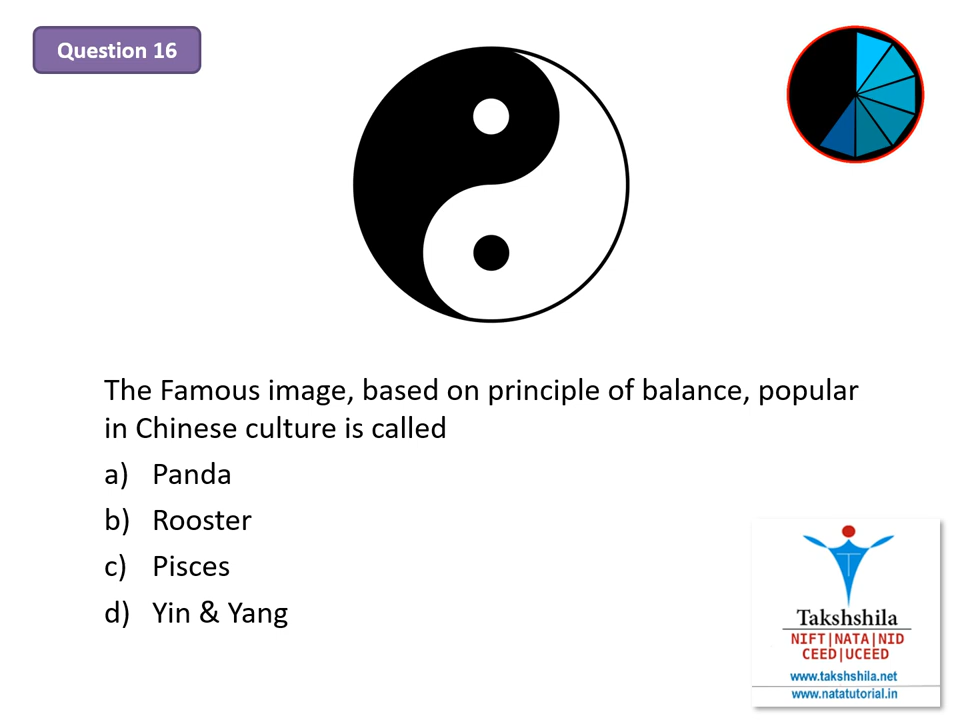 Question 16
The Famous image, based on principle of balance, popular
in Chinese culture is called
a) Panda
b) Rooster
c) Pisces
d) Yin & Yang
T
Takshshila
NIFT|NATA|NID
CEED|UCEED
www.takshshila.net
www.natatutorial.in